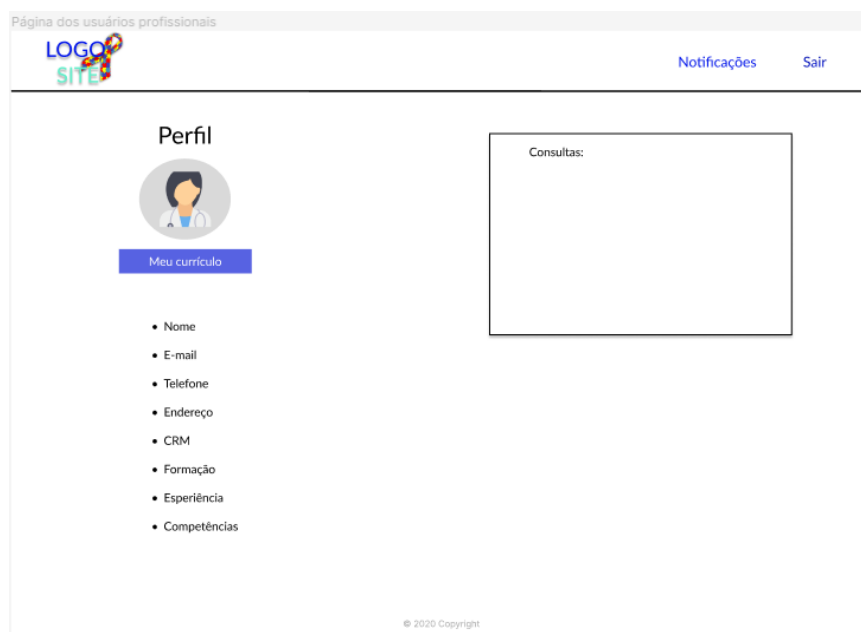 Página dos usuários profissionais
LOGO
SITE
Notificações
Sair
Perfil
Meu currículo
Nome
E-mail
Telefone
Endereço
CRM
Formação
Esperiência
Competências
Consultas:
© 2020 Copyright